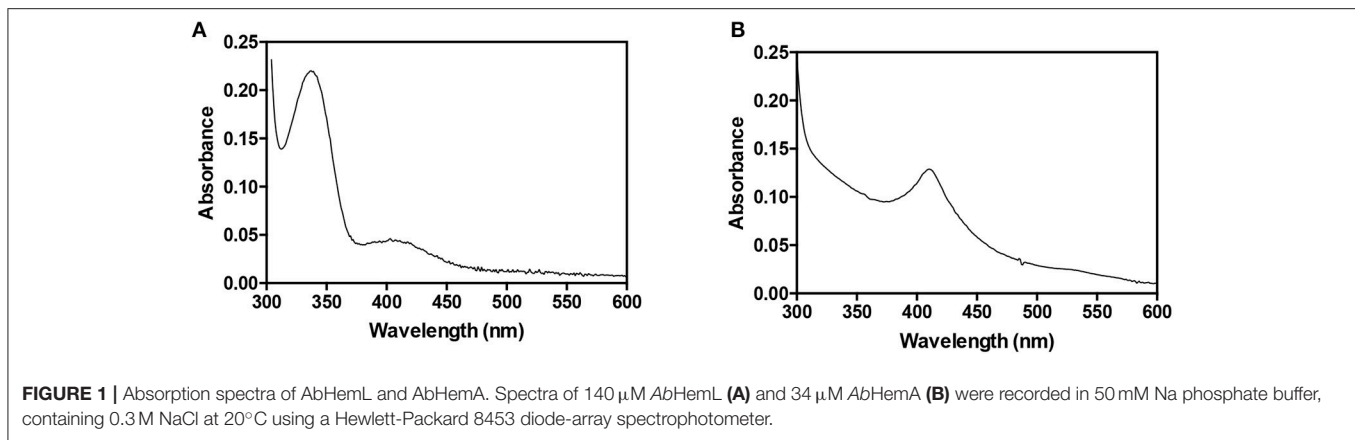 A
0.25
0.20
0.15
0.10
0.05
0.00
Absorbance
300 350 400 450 500 550 600
Wavelength (nm)
B
0.25
0.20
0.15
0.10
0.05
0.00
Absorbance
300 350 400 450 500 550 600
Wavelength (nm)
FIGURE 1 | Absorption spectra of AbHemL and AbHemA. Spectra of 140 μM AbHemL (A) and 34 μM AbHemA (B) were recorded in 50 mM Na phosphate buffer,
containing 0.3 M NaCl at 20°C using a Hewlett-Packard 8453 diode-array spectrophotometer.